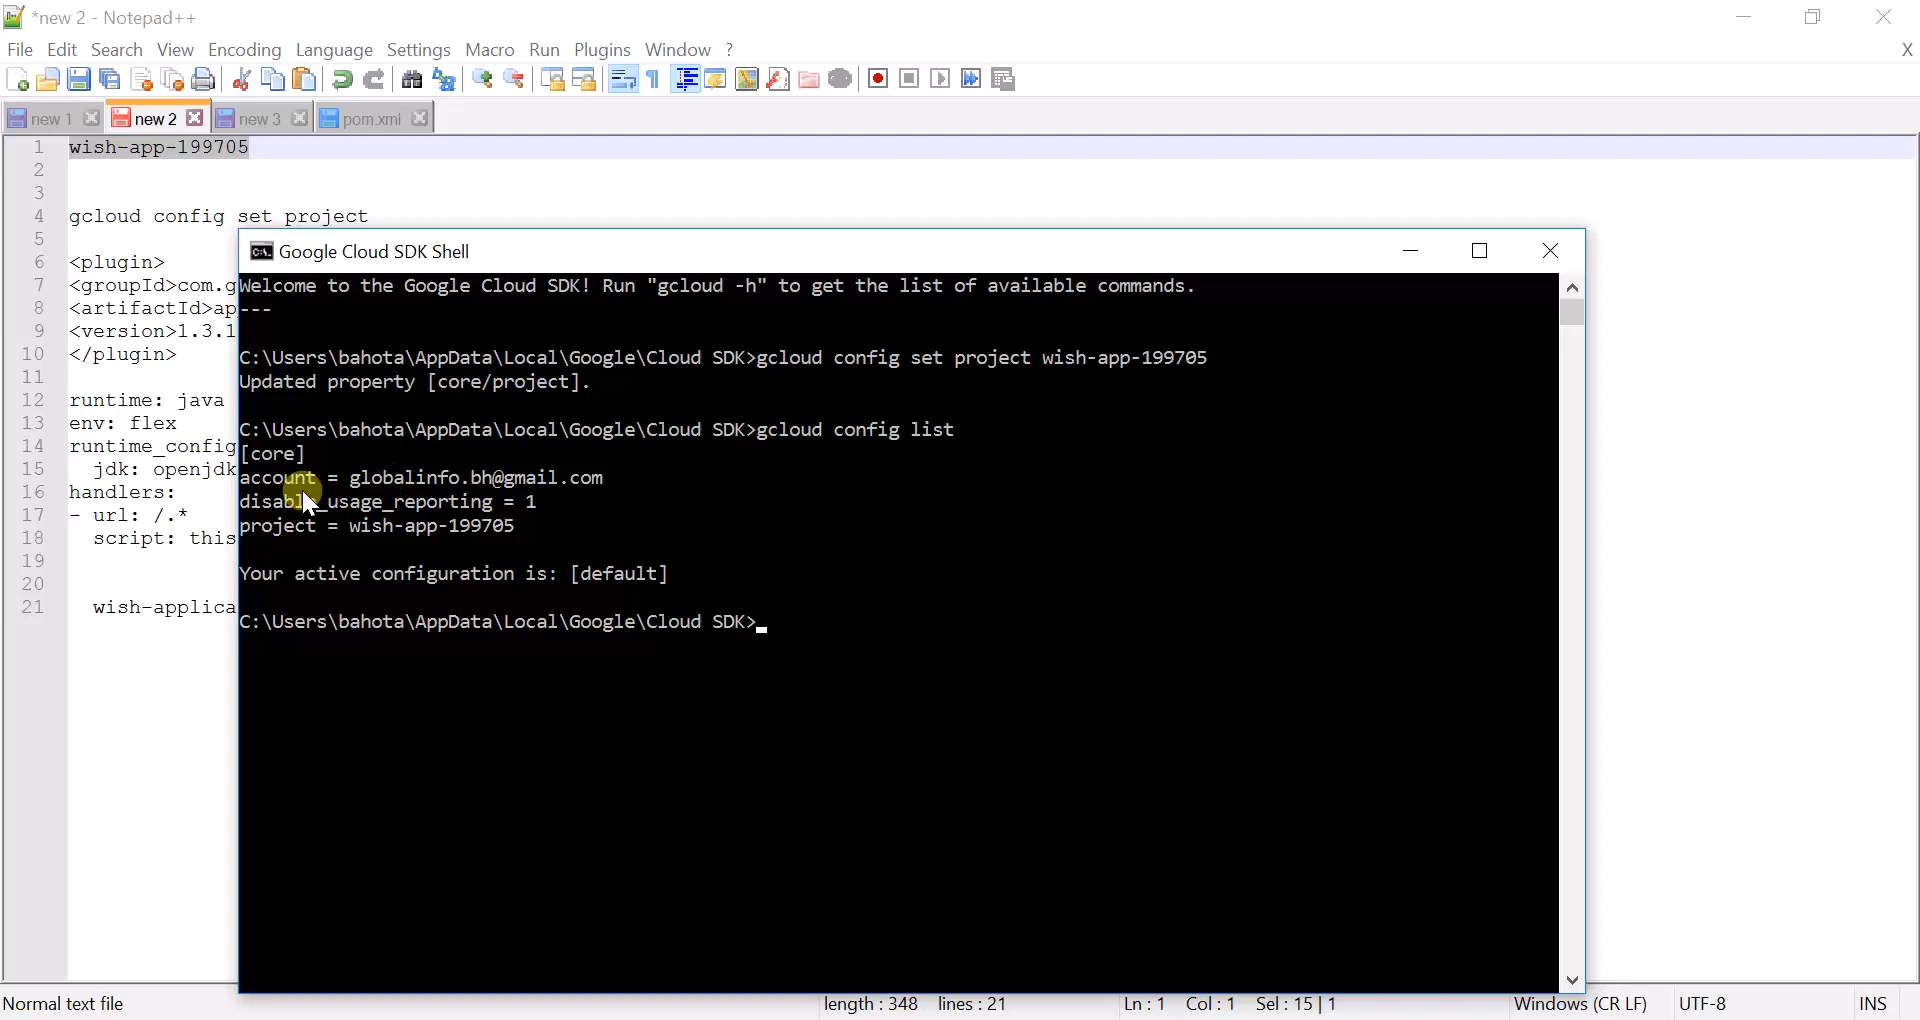 *new 2 - Notepad++
File Edit Search View Encoding Language Settings Macro Run Plugins Window ?
X
new 1 new 2 new 3 pom.xml
1 wish-app-199705
2
3
4 gcloud config set project
5
6 <plugin>
7 <groupId>com.g
8 <artifactId>ap
9 <version>1.3.1
10 </plugin>
11
12 runtime: java
13 env: flex
14 runtime_config
15 jdk: openjdk
16 handlers:
17 - url: /.*
18 script: this
19
20
21 wish-applica
Google Cloud SDK Shell
Welcome to the Google Cloud SDK! Run "gcloud -h" to get the list of available commands.
---
C:\Users\bahota\AppData\Local\Google\Cloud SDK>gcloud config set project wish-app-199705
Updated property [core/project].
C:\Users\bahota\AppData\Local\Google\Cloud SDK>gcloud config list
[core]
account = globalinfo.bh@gmail.com
disable_usage_reporting = 1
project = wish-app-199705
Your active configuration is: [default]
C:\Users\bahota\AppData\Local\Google\Cloud SDK>
Normal text file length : 348 lines : 21 Ln : 1 Col : 1 Sel : 15 | 1 Windows (CR LF) UTF-8 INS